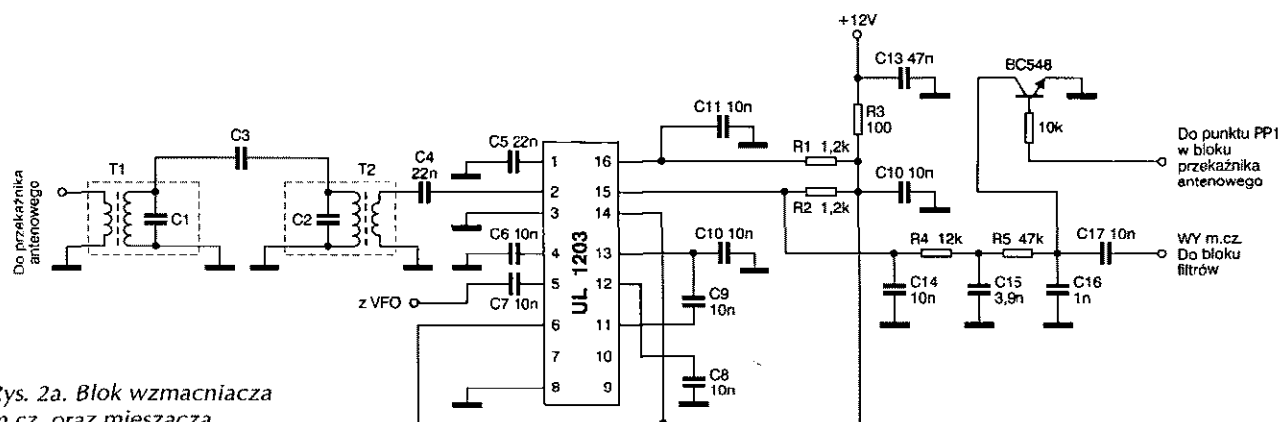 +12V
C13 47n
BC548
C11 10n
R3
100
10k
Do punktu PP1
w bloku
przekaźnika
antenowego
C3
T1
T2
C4
22n
C5 22n
1
16
R1 1,2k
Do przekaźnika
antenowego
C1
C2
2
15
R2 1,2k
C10 10n
3
14
C6 10n
4
13
C10 10n
R4 12k
R5 47k
C17 10n
WY m.cz.
Do bloku
filtrów
UL 1203
z VFO
C7 10n
5
12
C9
10n
C14
10n
C15
3,9n
C16
1n
6
11
7
10
C8
10n
8
9
Rys. 2a. Blok wzmacniacza
m.cz. oraz mieszacza